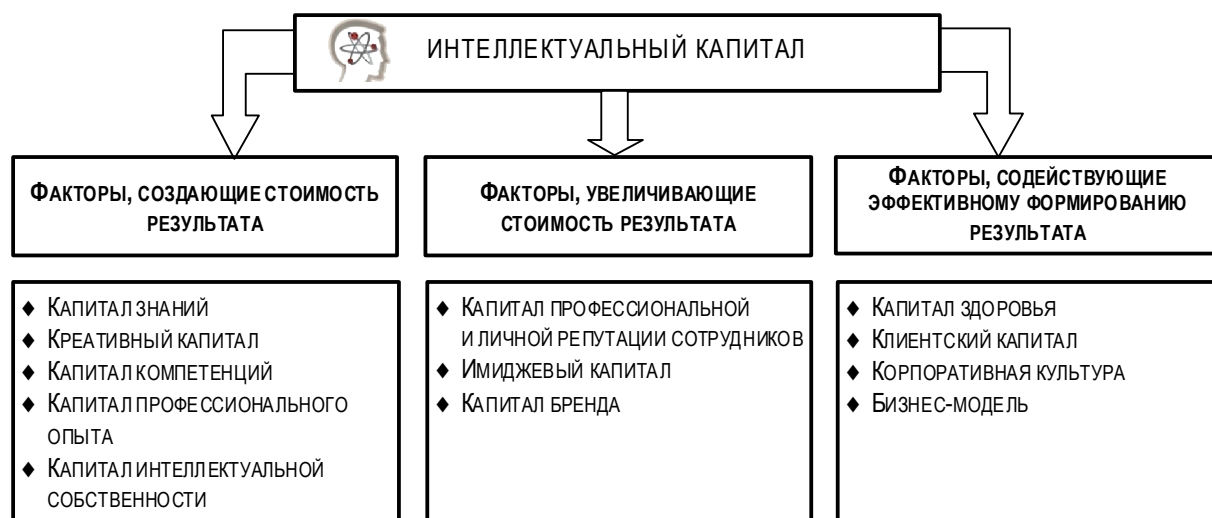 ИНТЕЛЛЕКТУАЛЬНЫЙ КАПИТАЛ
ФАКТОРЫ, СОЗДАЮЩИЕ СТОИМОСТЬ
РЕЗУЛЬТАТА
ФАКТОРЫ, УВЕЛИЧИВАЮЩИЕ
СТОИМОСТЬ РЕЗУЛЬТАТА
ФАКТОРЫ, СОДЕЙСТВУЮЩИЕ
ЭФФЕКТИВНОМУ ФОРМИРОВАНИЮ
РЕЗУЛЬТАТА
♦ КАПИТАЛ ЗНАНИЙ
♦ КРЕАТИВНЫЙ КАПИТАЛ
♦ КАПИТАЛ КОМПЕТЕНЦИЙ
♦ КАПИТАЛ ПРОФЕССИОНАЛЬНОГО
ОПЫТА
♦ КАПИТАЛ ИНТЕЛЛЕКТУАЛЬНОЙ
СОБСТВЕННОСТИ
♦ КАПИТАЛ ПРОФЕССИОНАЛЬНОЙ
И ЛИЧНОЙ РЕПУТАЦИИ СОТРУДНИКОВ
♦ ИМИДЖЕВЫЙ КАПИТАЛ
♦ КАПИТАЛ БРЕНДА
♦ КАПИТАЛ ЗДОРОВЬЯ
♦ КЛИЕНТСКИЙ КАПИТАЛ
♦ КОРПОРАТИВНАЯ КУЛЬТУРА
♦ БИЗНЕС-МОДЕЛЬ